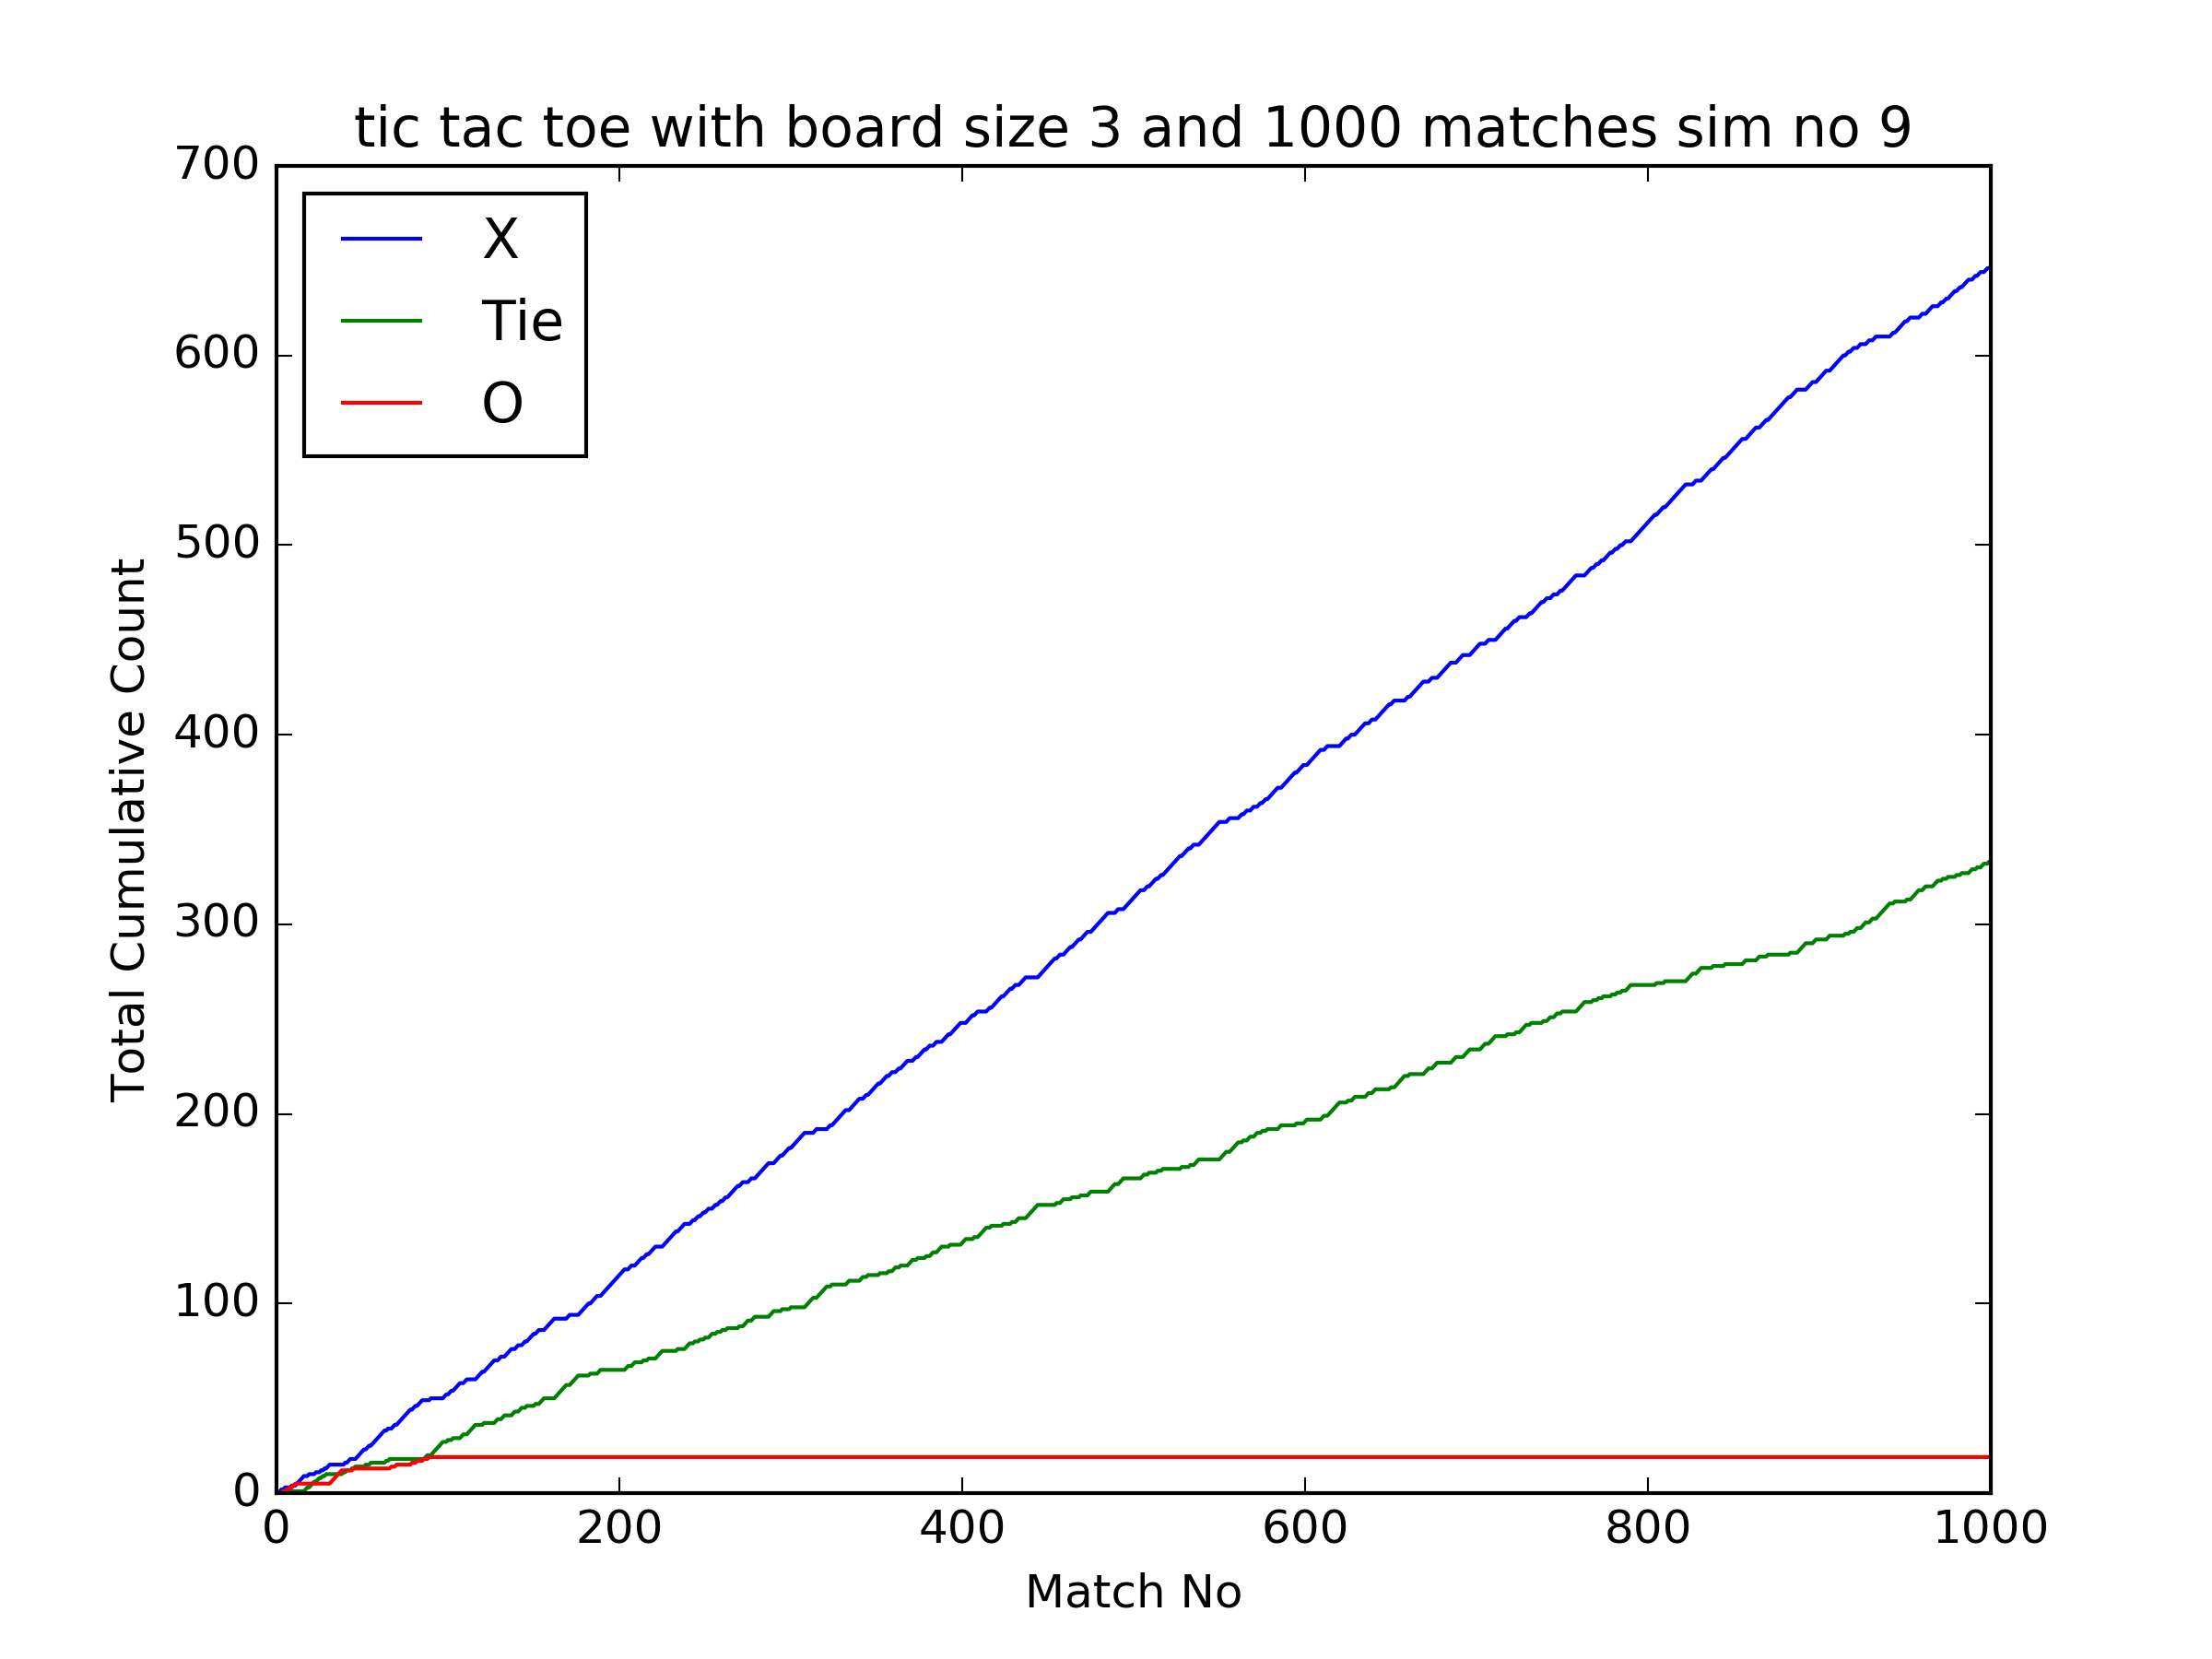 tic tac toe with board size 3 and 1000 matches sim no 9
X
Tie
O
700
600
500
400
300
200
100
0
Total Cumulative Count
0 200 400 600 800 1000
Match No